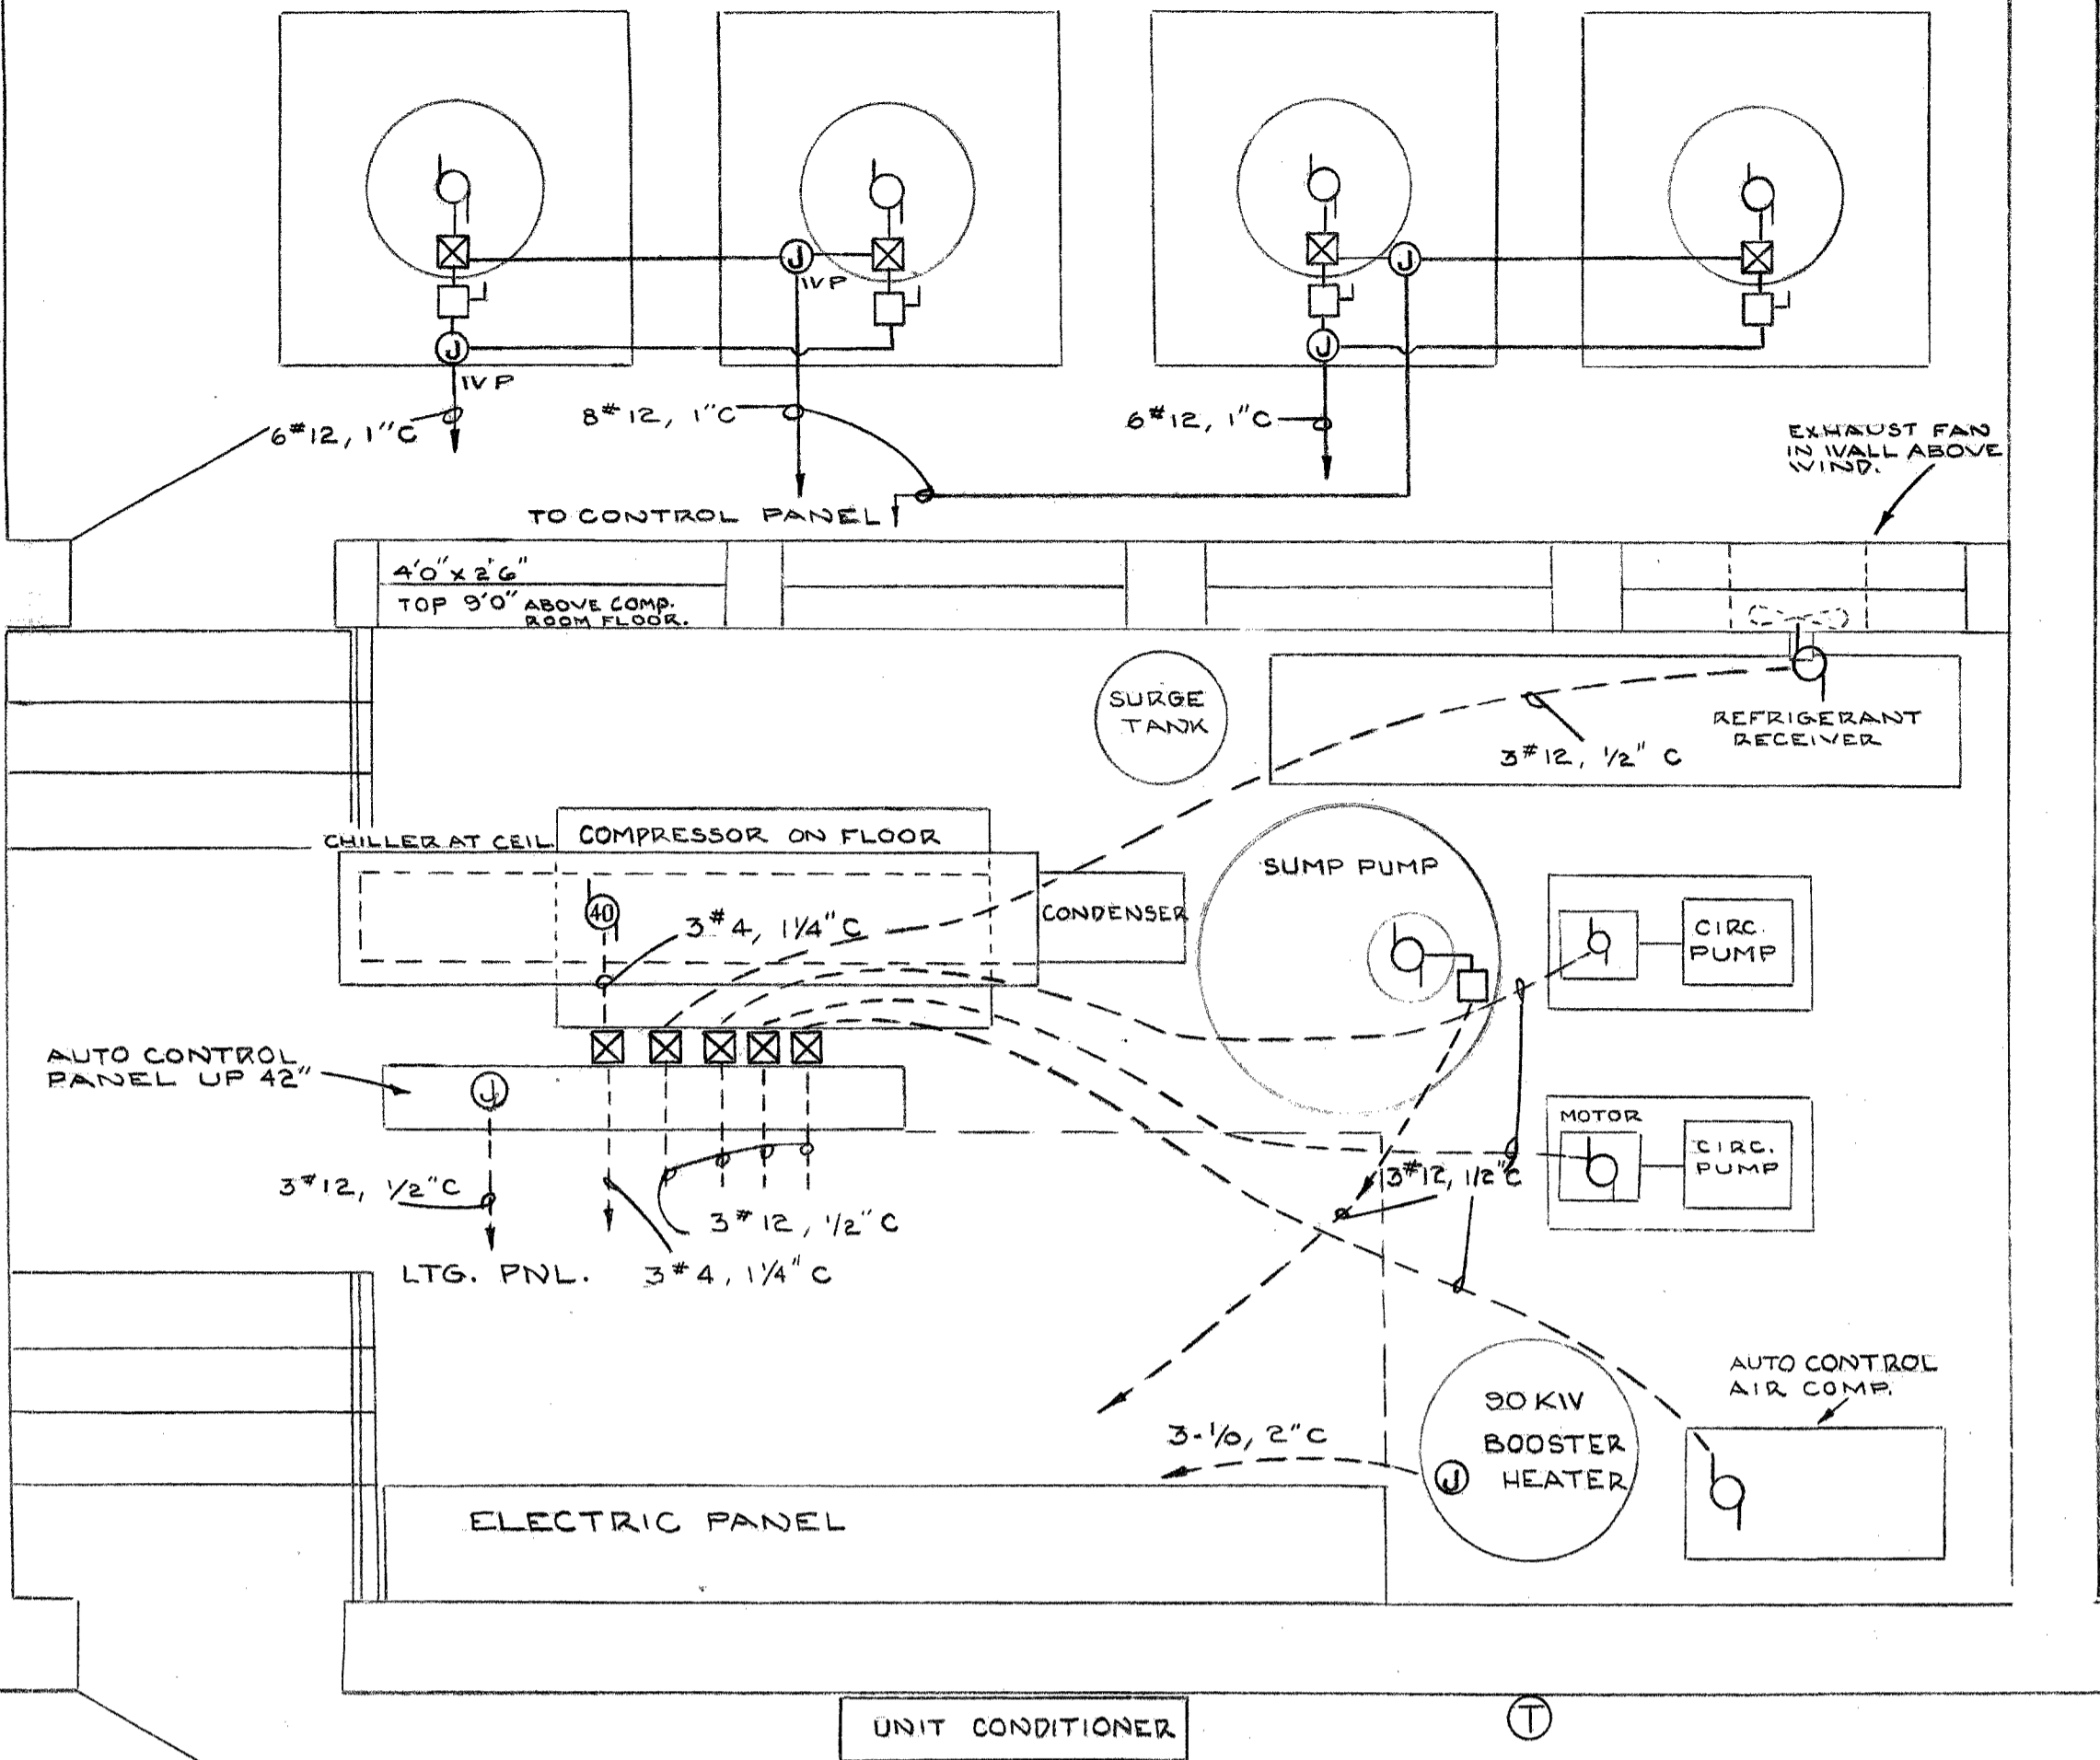 J
J
WP
J
WP
J
J
6#12, 1"C
8#12, 1"C
6#12, 1"C
EXHAUST FAN
IN WALL ABOVE
WIND.
TO CONTROL PANEL
4'0" x 2'6"
TOP 9'0" ABOVE COMP.
ROOM FLOOR.
SURGE
TANK
REFRIGERANT
RECEIVER
3#12, 1/2" C
CHILLER AT CEIL.
COMPRESSOR ON FLOOR
SUMP PUMP
40
3#4, 1 1/4" C
CONDENSER
CIRC.
PUMP
AUTO CONTROL
PANEL UP 42"
J
MOTOR
CIRC.
PUMP
3#12, 1/2"C
3#12, 1/2"C
3#12, 1/2"C
LTG. PNL.
3#4, 1 1/4" C
AUTO CONTROL
AIR COMP.
90 KW
BOOSTER
HEATER
J
3-1/0, 2"C
ELECTRIC PANEL
UNIT CONDITIONER
T